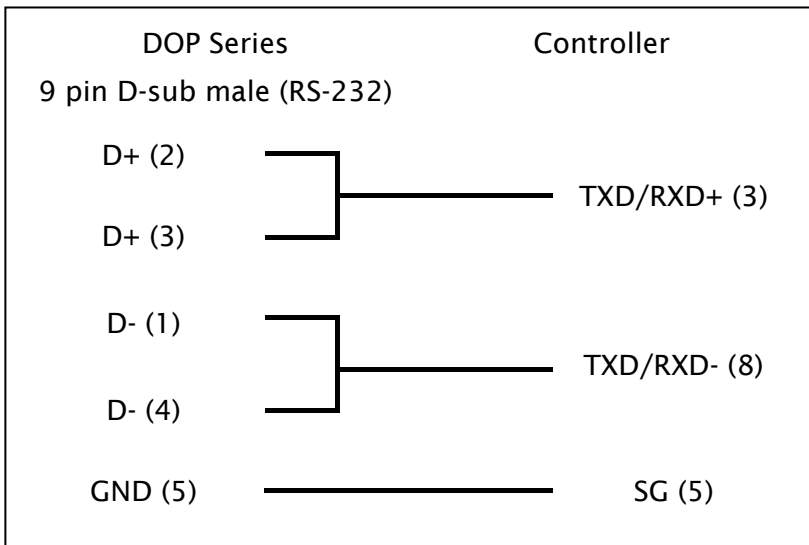 DOP Series Controller
9 pin D-sub male (RS-232)
D+ (2)
TXD/RXD+ (3)
D+ (3)
D- (1)
TXD/RXD- (8)
D- (4)
GND (5) SG (5)